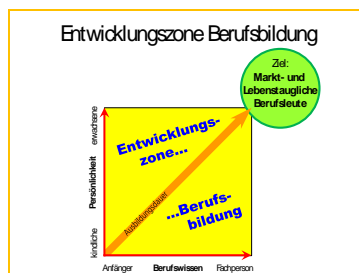 Entwicklungszone Berufsbildung
Ziel:
Markt- und
Lebenstaugliche
Berufsleute
erwachsene
Persönlichkeit
kindliche
Entwicklungs-
zone...
Ausbildungsdauer
...Berufs-
bildung
Anfänger Berufswissen Fachperson